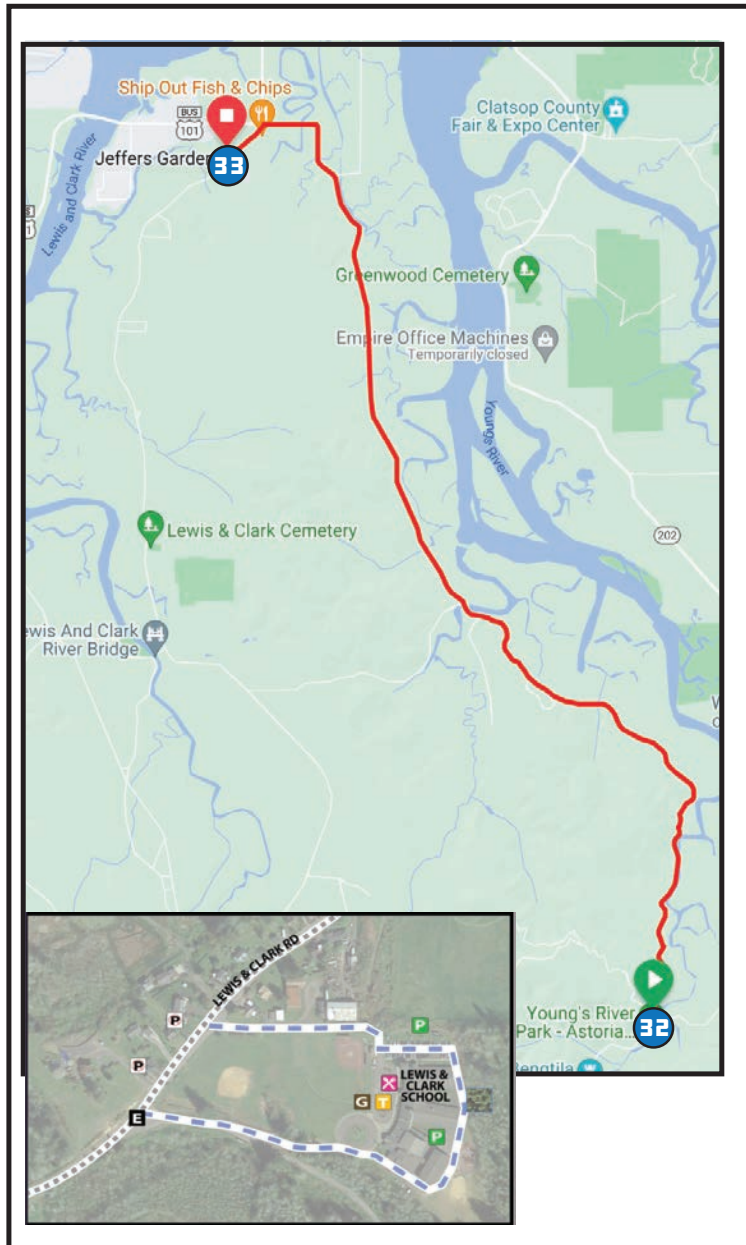 Ship Out Fish & Chips
BUS
101
Jeffers Garde
33
Lewis and Clark River
Clatsop County
Fair & Expo Center
Greenwood Cemetery
Empire Office Machines
Temporarily closed
Youngs River
202
Lewis & Clark Cemetery
ewis And Clark
River Bridge
Young's River
Park - Astoria...
32
LEWIS & CLARK RD
P
P
P
E
LEWIS &
CLARK
SCHOOL
G T
P